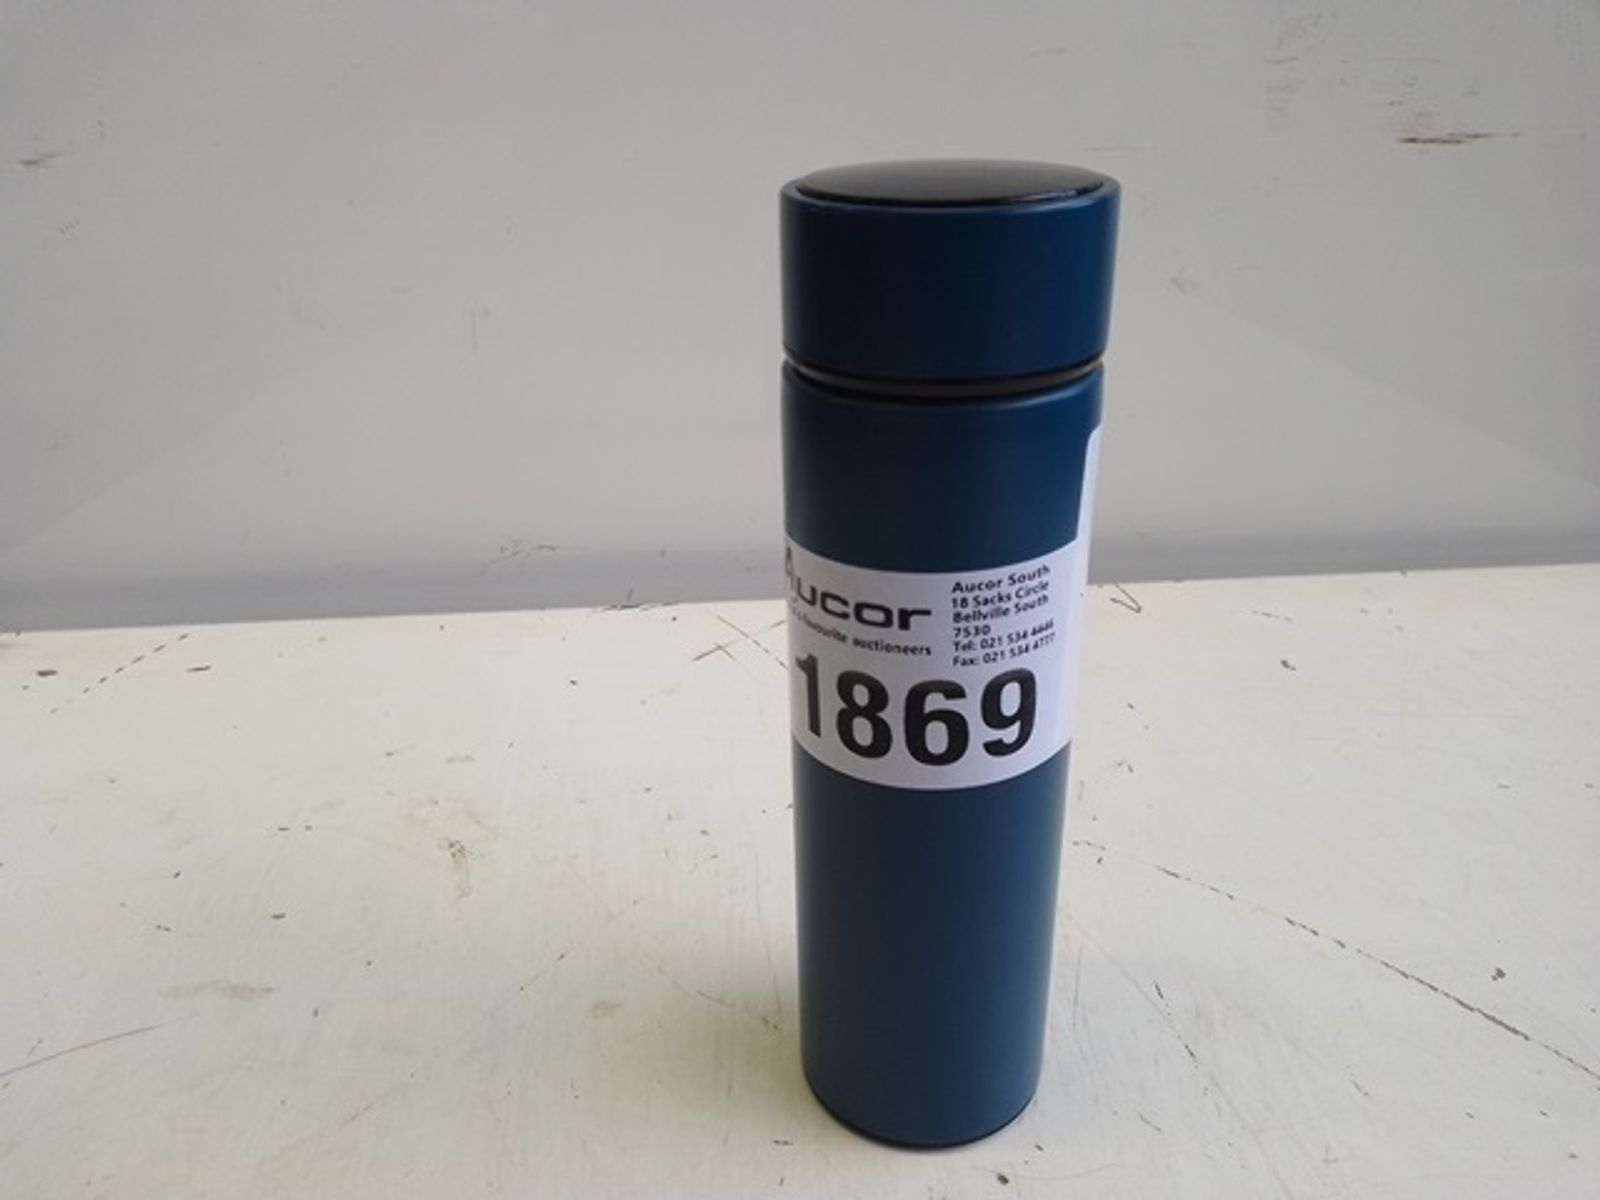 Aucor
favourite auctioneers
Aucor South
18 Sacks Circle
Bellville South
7530
Tel: 021 534 4446
Fax: 021 534 4777
1869